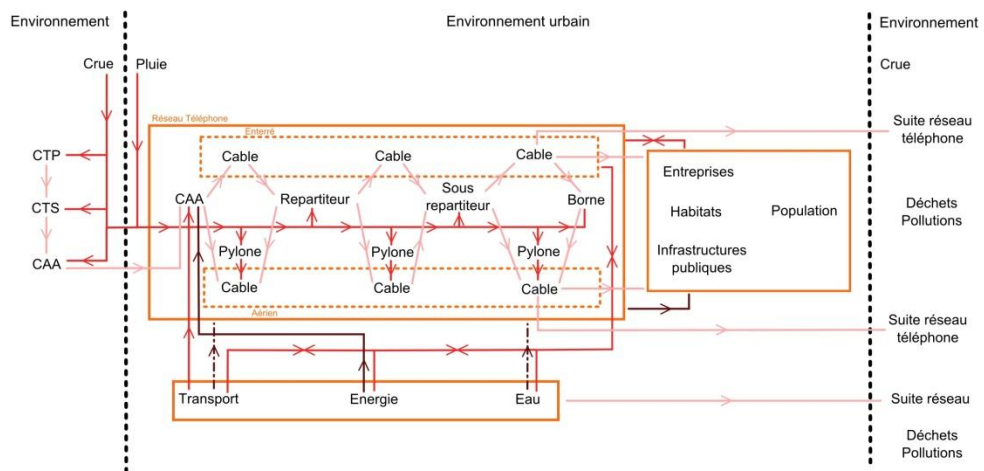 Environnement
Environnement urbain
Environnement
Crue
Pluie
Crue
Réseau Téléphone
Enterré
Suite réseau
téléphone
CTP
Cable
Cable
Cable
Entreprises
CAA
Repartiteur
Sous
repartiteur
Borne
CTS
Habitats
Population
Déchets
Pollutions
Pylone
Pylone
Pylone
Infrastructures
publiques
CAA
Cable
Cable
Cable
Aérien
Suite réseau
téléphone
Transport
Energie
Eau
Suite réseau
Déchets
Pollutions